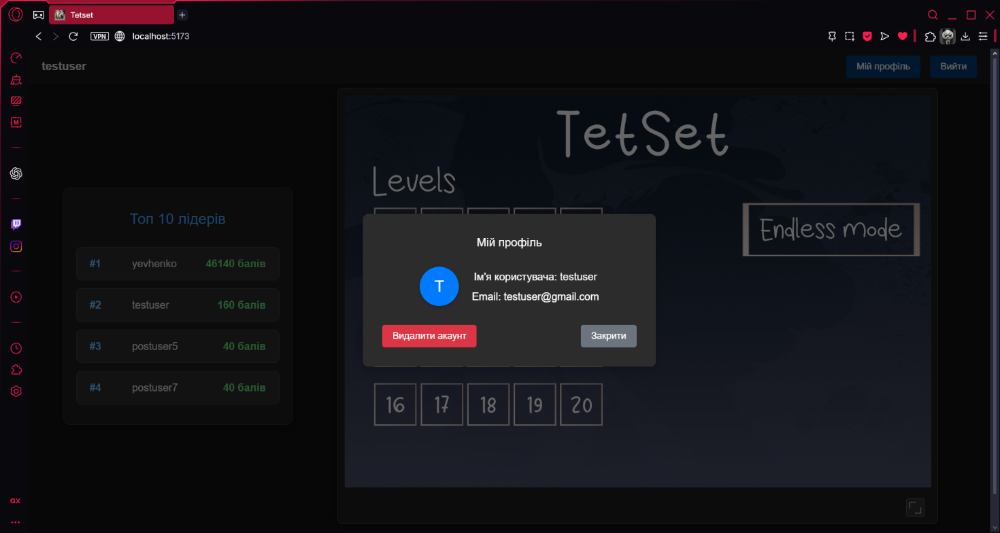 Tetset
VPN
localhost:5173
testuser
Мій профіль
Вийти
TetSet
Levels
Endless mode
Топ 10 лідерів
#1 yevhenko 46140 балів
#2 testuser 160 балів
#3 postuser5 40 балів
#4 postuser7 40 балів
Мій профіль
T
Ім'я користувача: testuser
Email: testuser@gmail.com
Видалити акаунт
Закрити
16 17 18 19 20
M
GX